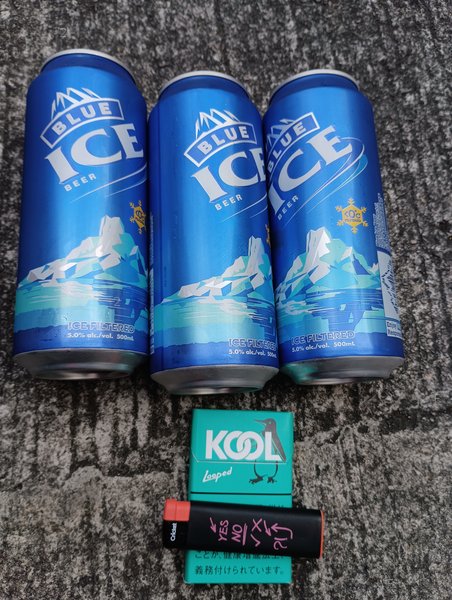 BLUE
ICE
BEER
ICE FILTERED
5.0% alc./vol. 500mL
BLUE
ICE
BEER
ICE FILTERED
5.0% alc./vol. 500mL
BLUE
ICE
BEER
ICE FILTERED
5.0% alc./vol. 500mL
KOOL
Looped
Cricket
YES
NO
義務付けられています。